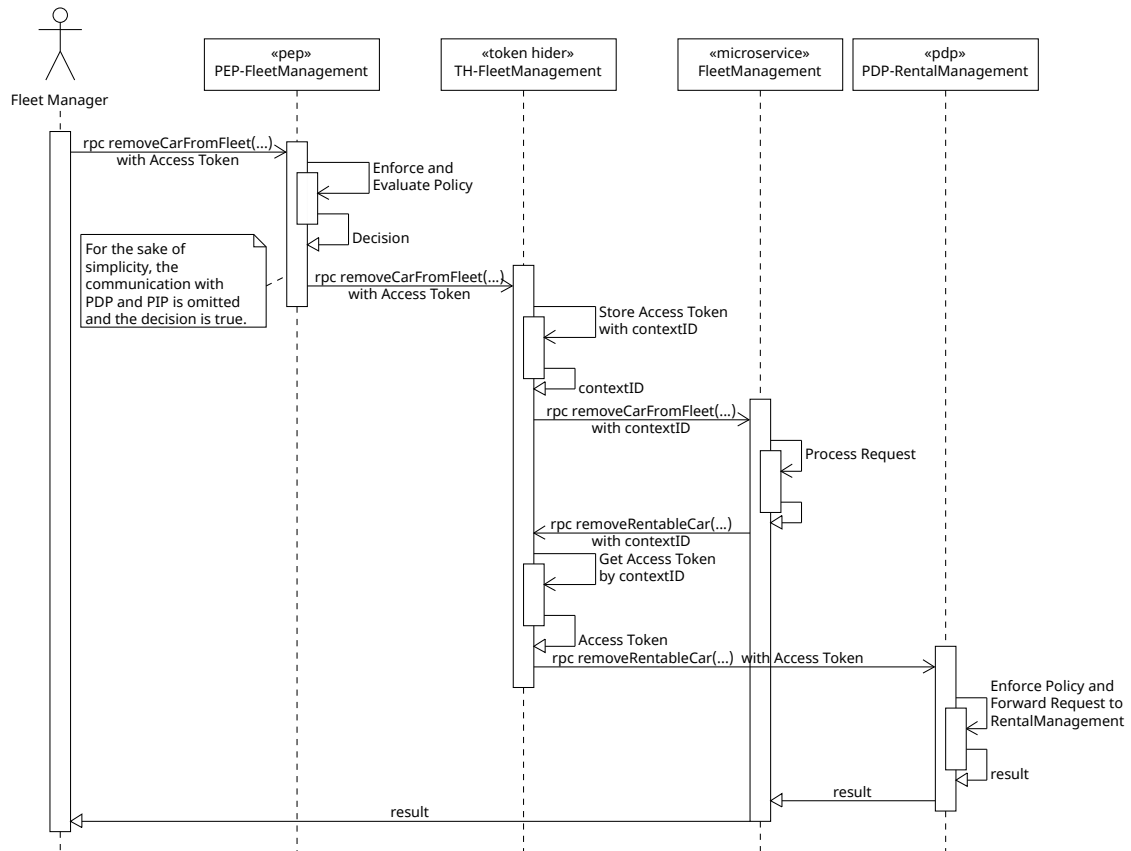 «pep»
PEP-FleetManagement
«token hider»
TH-FleetManagement
«microservice»
FleetManagement
«pdp»
PDP-RentalManagement
Fleet Manager
rpc removeCarFromFleet(...)
with Access Token
Enforce and
Evaluate Policy
Decision
For the sake of
simplicity, the
communication with
PDP and PIP is omitted
and the decision is true.
rpc removeCarFromFleet(...)
with Access Token
Store Access Token
with contextID
contextID
rpc removeCarFromFleet(...)
with contextID
Process Request
rpc removeRentableCar(...)
with contextID
Get Access Token
by contextID
Access Token
rpc removeRentableCar(...) with Access Token
Enforce Policy and
Forward Request to
RentalManagement
result
result
result